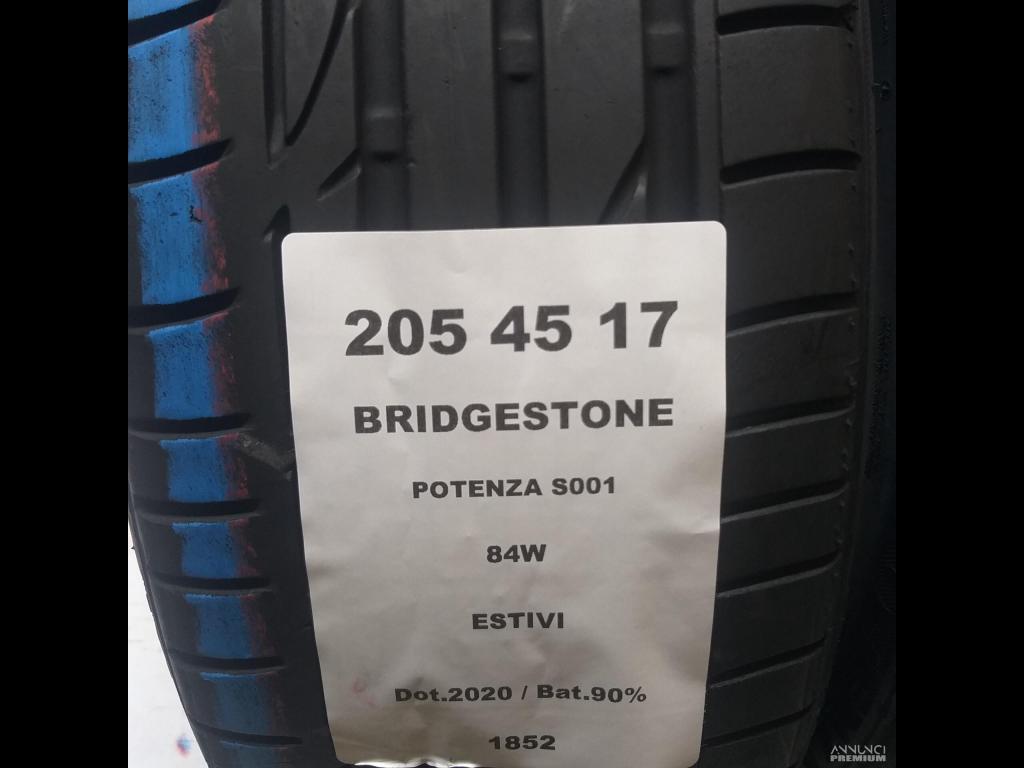 205 45 17
BRIDGESTONE
POTENZA S001
84W
ESTIVI
Dot.2020 / Bat.90%
1852
ANNUNCI
PREMIUM